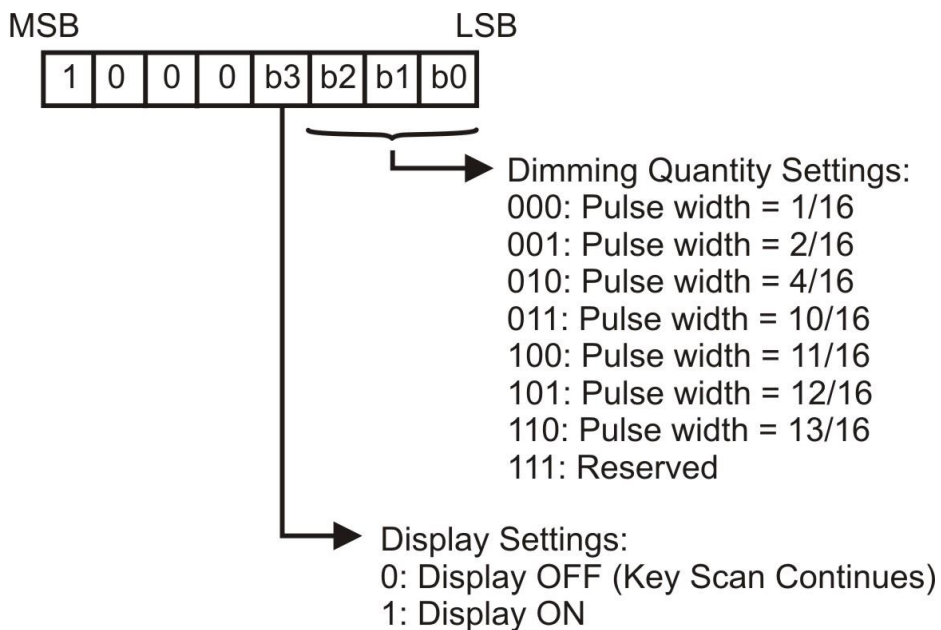 MSB LSB
1 0 0 0 b3 b2 b1 b0
Dimming Quantity Settings:
000: Pulse width = 1/16
001: Pulse width = 2/16
010: Pulse width = 4/16
011: Pulse width = 10/16
100: Pulse width = 11/16
101: Pulse width = 12/16
110: Pulse width = 13/16
111: Reserved
Display Settings:
0: Display OFF (Key Scan Continues)
1: Display ON